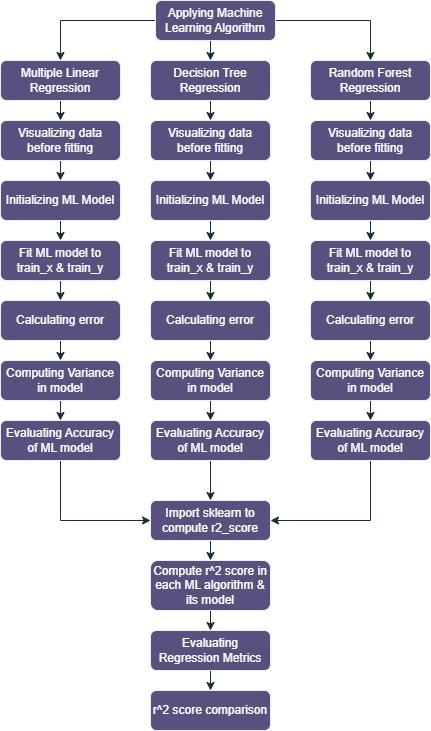 Applying Machine
Learning Algorithm
Multiple Linear
Regression
Decision Tree
Regression
Random Forest
Regression
Visualizing data
before fitting
Visualizing data
before fitting
Visualizing data
before fitting
Initializing ML Model
Initializing ML Model
Initializing ML Model
Fit ML model to
train_x & train_y
Fit ML model to
train_x & train_y
Fit ML model to
train_x & train_y
Calculating error
Calculating error
Calculating error
Computing Variance
in model
Computing Variance
in model
Computing Variance
in model
Evaluating Accuracy
of ML model
Evaluating Accuracy
of ML model
Evaluating Accuracy
of ML model
Import sklearn to
compute r2_score
Compute r^2 score in
each ML algorithm &
its model
Evaluating
Regression Metrics
r^2 score comparison